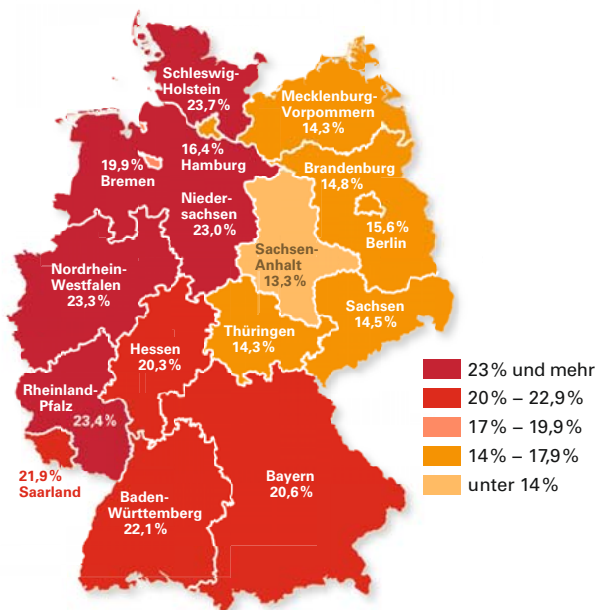 Schleswig-
Holstein
23,7%
Mecklenburg-
Vorpommern
14,3%
16,4%
Hamburg
19,9%
Bremen
Brandenburg
14,8%
Nieder-
sachsen
23,0%
15,6%
Berlin
Sachsen-
Anhalt
13,3%
Nordrhein-
Westfalen
23,3%
Sachsen
14,5%
Thüringen
14,3%
Hessen
20,3%
Rheinland-
Pfalz
23,4%
21,9%
Saarland
Bayern
20,6%
Baden-
Württemberg
22,1%
23% und mehr
20% – 22,9%
17% – 19,9%
14% – 17,9%
unter 14%